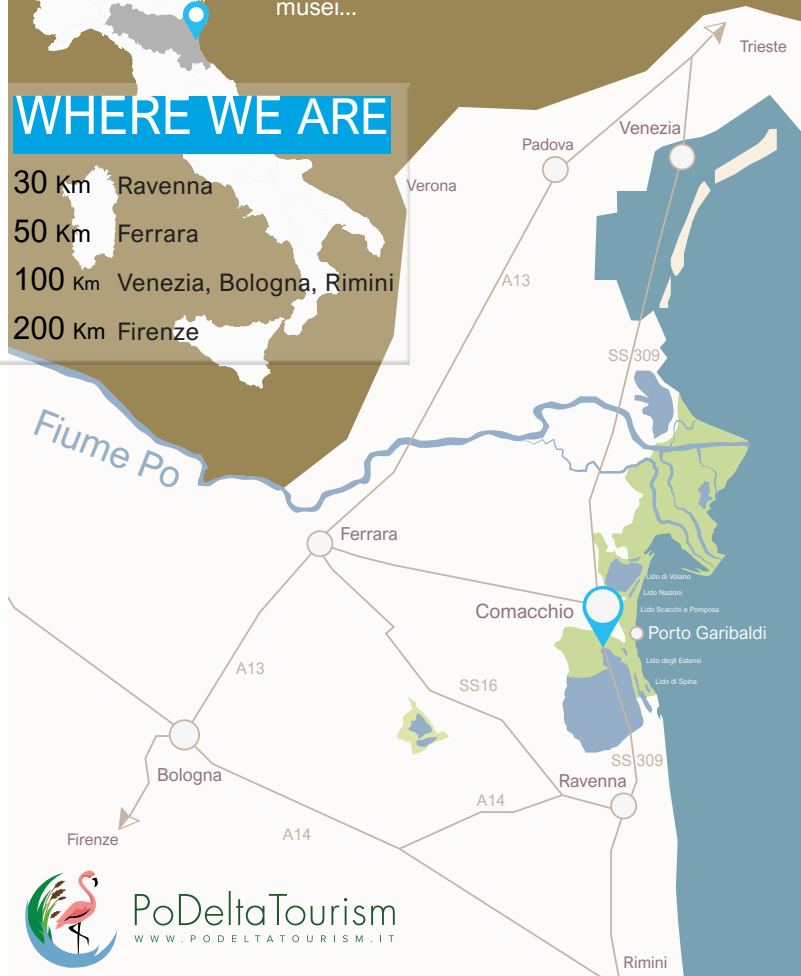 musei...
Trieste
WHERE WE ARE
Venezia
Padova
30 Km Ravenna
Verona
50 Km Ferrara
100 Km Venezia, Bologna, Rimini
A13
200 Km Firenze
SS 309
Fiume Po
Ferrara
Lido di Volano
Lido Nazioni
Comacchio
Lido Scacchi e Pomposa
Porto Garibaldi
Lido degli Estensi
A13
SS16
Lido di Spina
SS 309
Bologna
Ravenna
A14
Firenze
A14
PoDeltaTourism
WWW.PODELTATOURISM.IT
Rimini